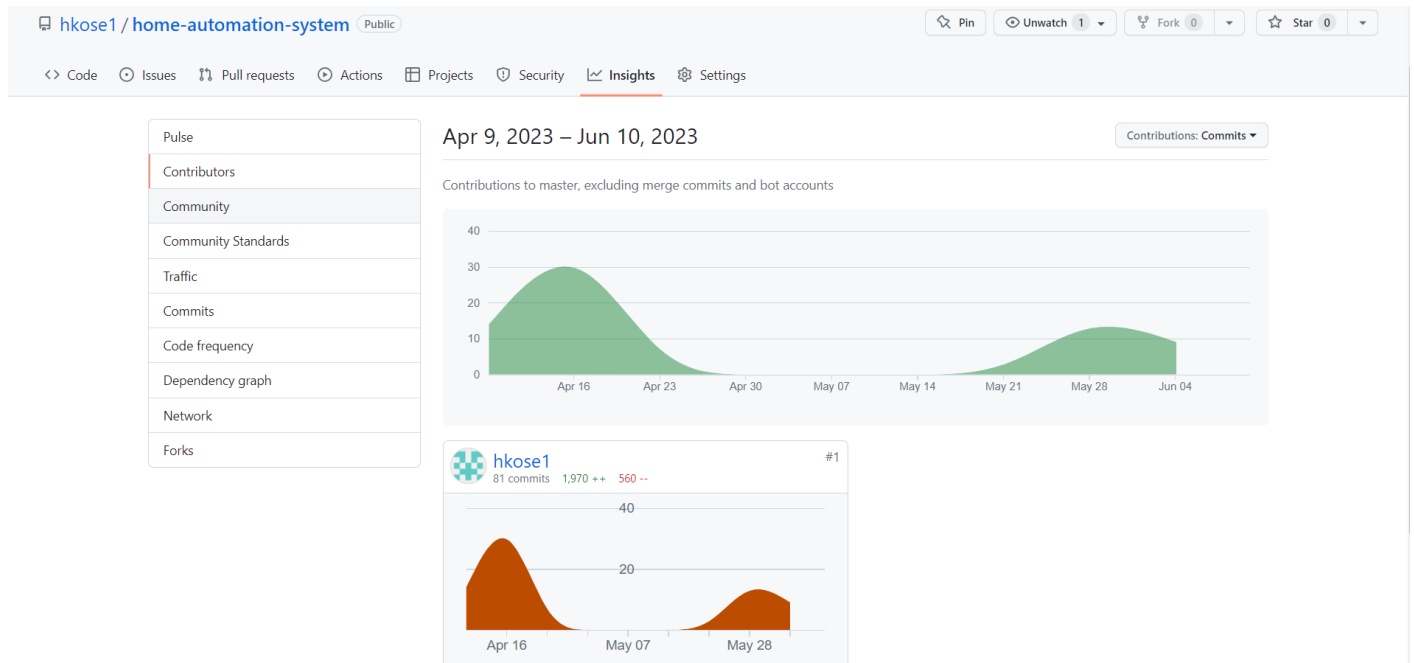 hkose1 / home-automation-system Public
Pin Unwatch 1 Fork 0 Star 0
Code Issues Pull requests Actions Projects Security Insights Settings
Pulse
Contributors
Community
Community Standards
Traffic
Commits
Code frequency
Dependency graph
Network
Forks
Apr 9, 2023 – Jun 10, 2023
Contributions: Commits
Contributions to master, excluding merge commits and bot accounts
40
30
20
10
0
Apr 16 Apr 23 Apr 30 May 07 May 14 May 21 May 28 Jun 04
hkose1 #1
81 commits 1,970 ++ 560 --
40
20
Apr 16 May 07 May 28